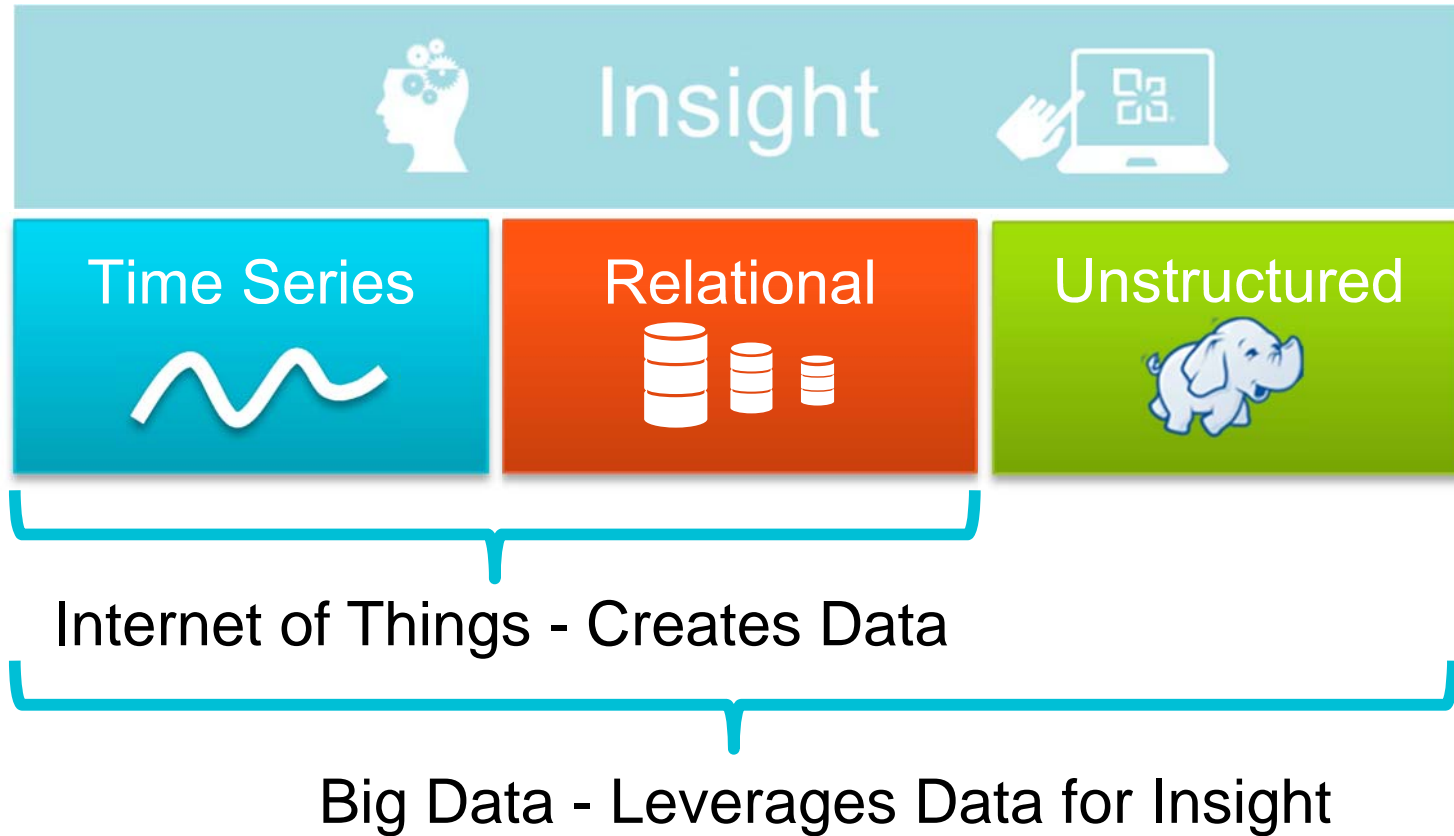 Insight
Time Series
Relational
Unstructured
Internet of Things - Creates Data
Big Data - Leverages Data for Insight